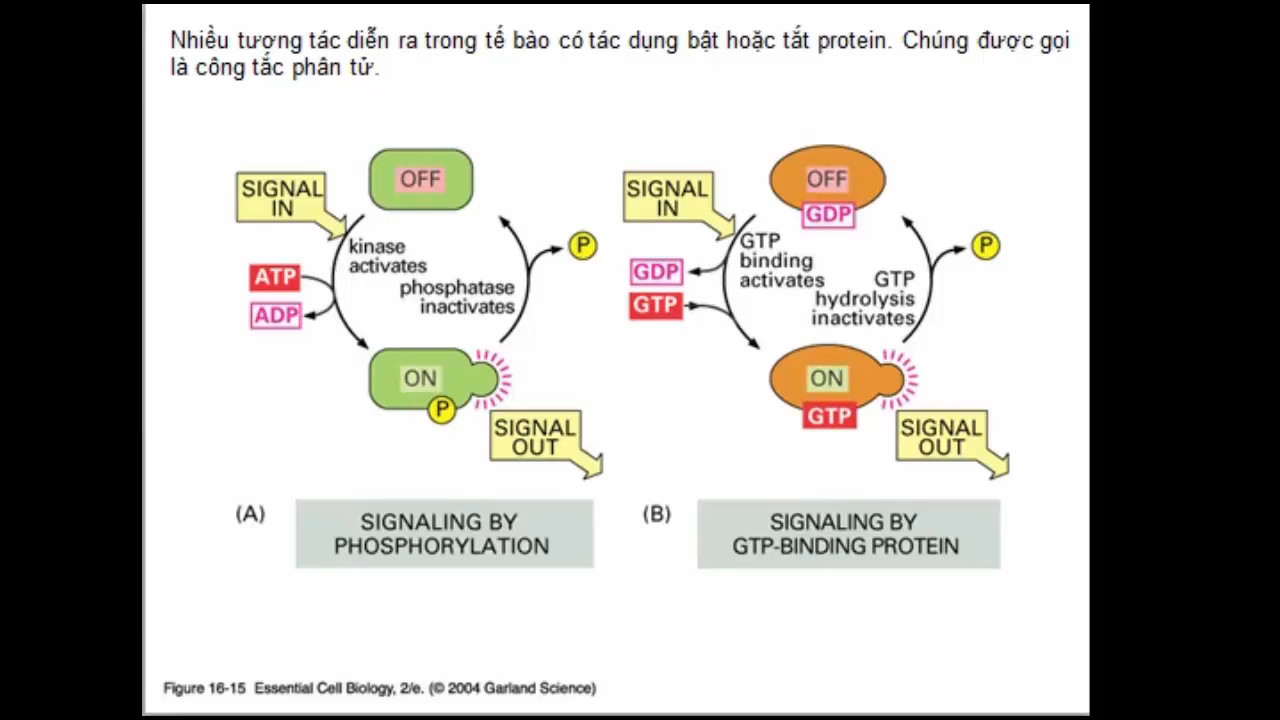 Nhiều tương tác diễn ra trong tế bào có tác dụng bật hoặc tắt protein. Chúng được gọi
là công tắc phân tử.
OFF
SIGNAL
IN
kinase
activates
ATP
ADP
phosphatase
inactivates
P
ON
P
SIGNAL
OUT
(A)
SIGNALING BY
PHOSPHORYLATION
OFF
GDP
SIGNAL
IN
GTP
binding
activates
GDP
GTP
GTP
hydrolysis
inactivates
P
ON
GTP
SIGNAL
OUT
(B)
SIGNALING BY
GTP-BINDING PROTEIN
Figure 16-15 Essential Cell Biology, 2/e. (© 2004 Garland Science)